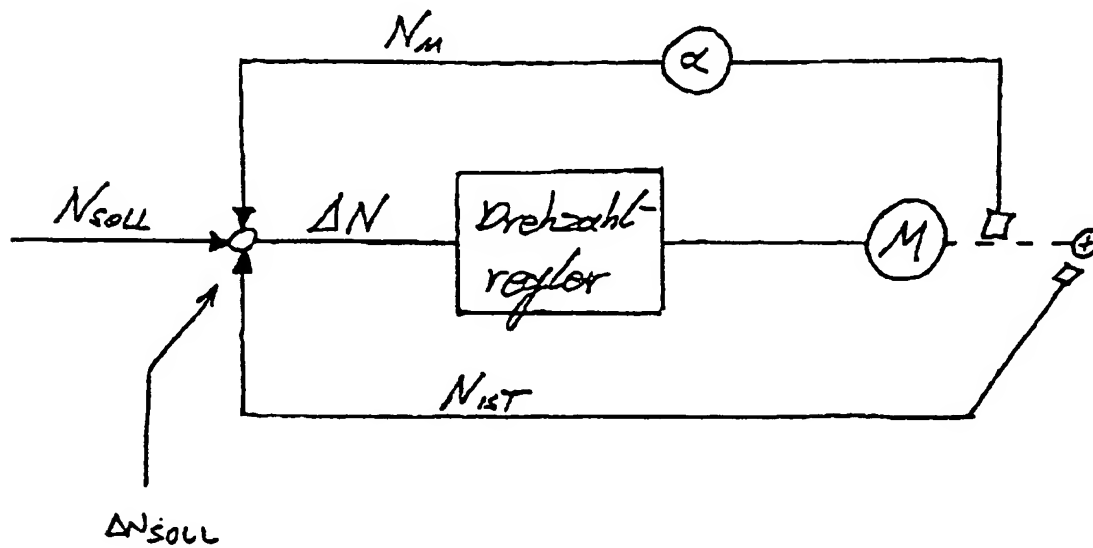 N_M
α
N_SOLL
ΔN
Drehzahl-
regler
M
N_IST
ΔN_SOLL